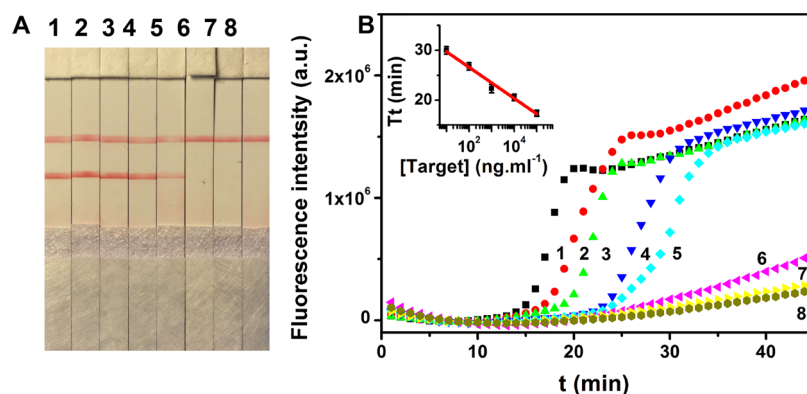 A
1 2 3 4 5 6 7 8
B
Fluorescence intentsity (a.u.)
2x10⁶
1x10⁶
0
Tt (min)
30
20
10² 10⁴
[Target] (ng.ml⁻¹)
1 2 3 4 5
6
7
8
0 10 20 30 40
t (min)